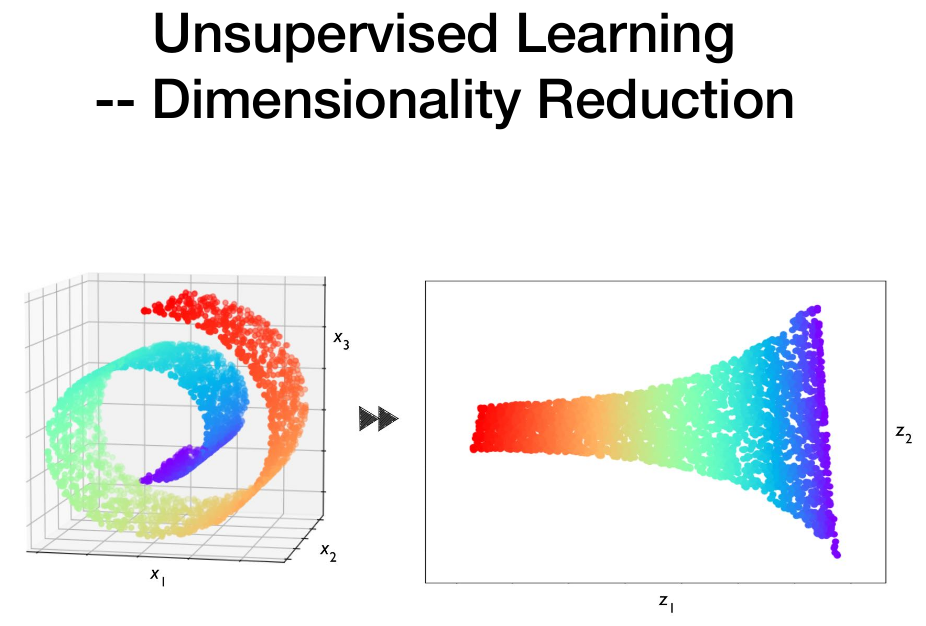 Unsupervised Learning
-- Dimensionality Reduction
x3
x2
x1
z2
z1